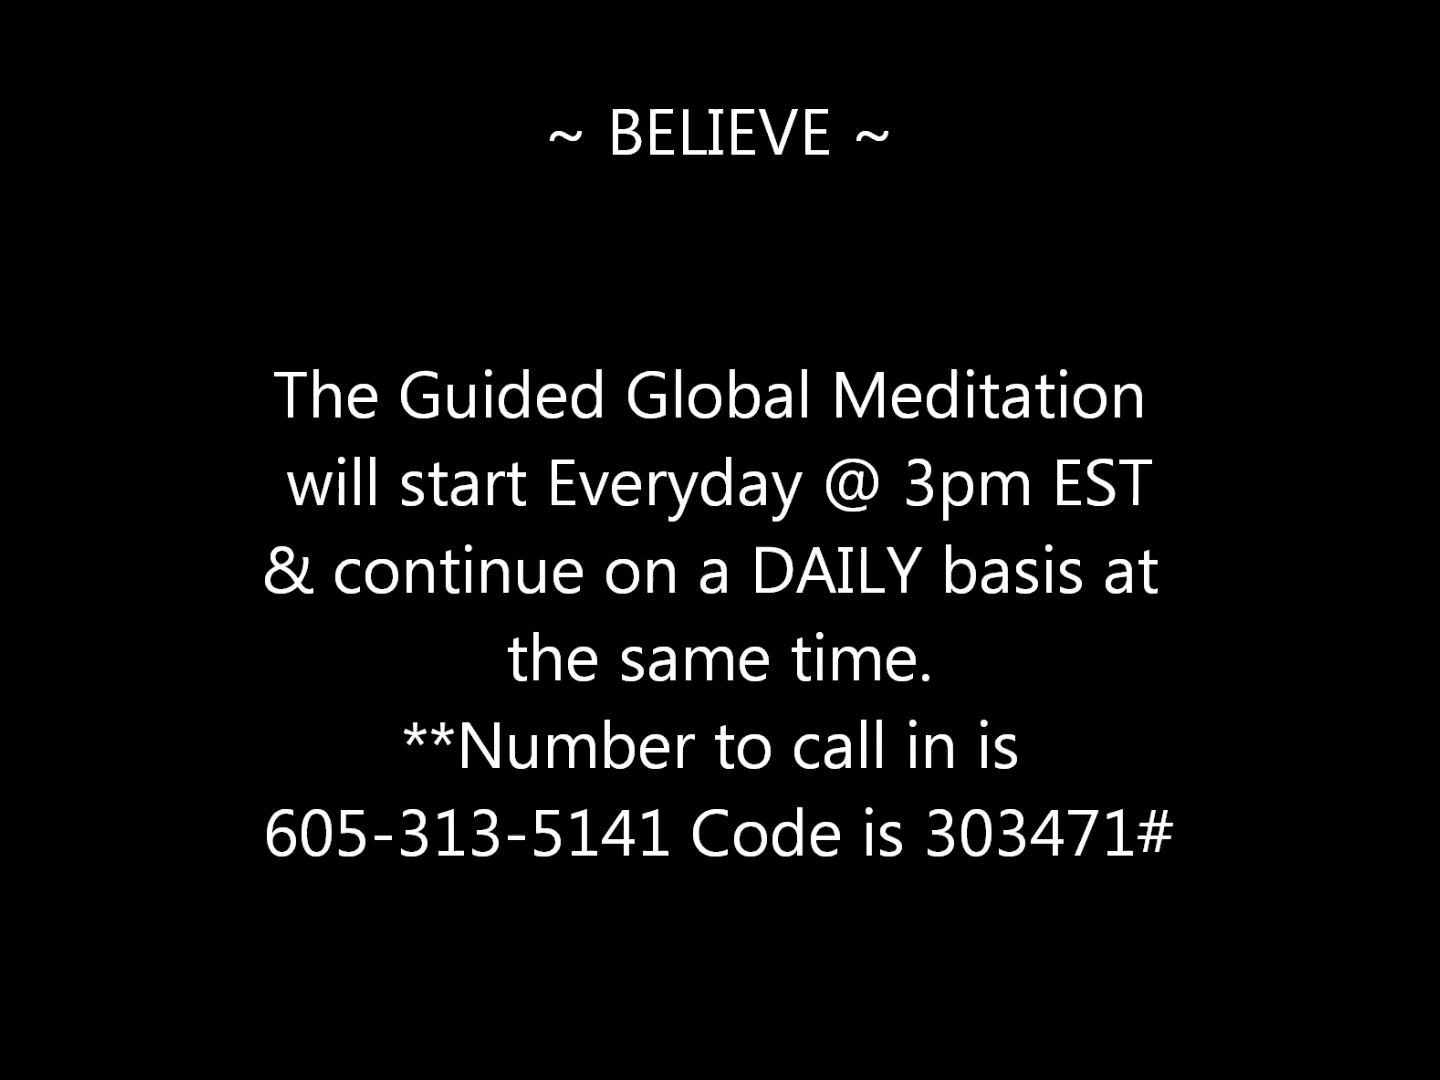 ~ BELIEVE ~
The Guided Global Meditation
will start Everyday @ 3pm EST
& continue on a DAILY basis at
the same time.
**Number to call in is
605-313-5141 Code is 303471#